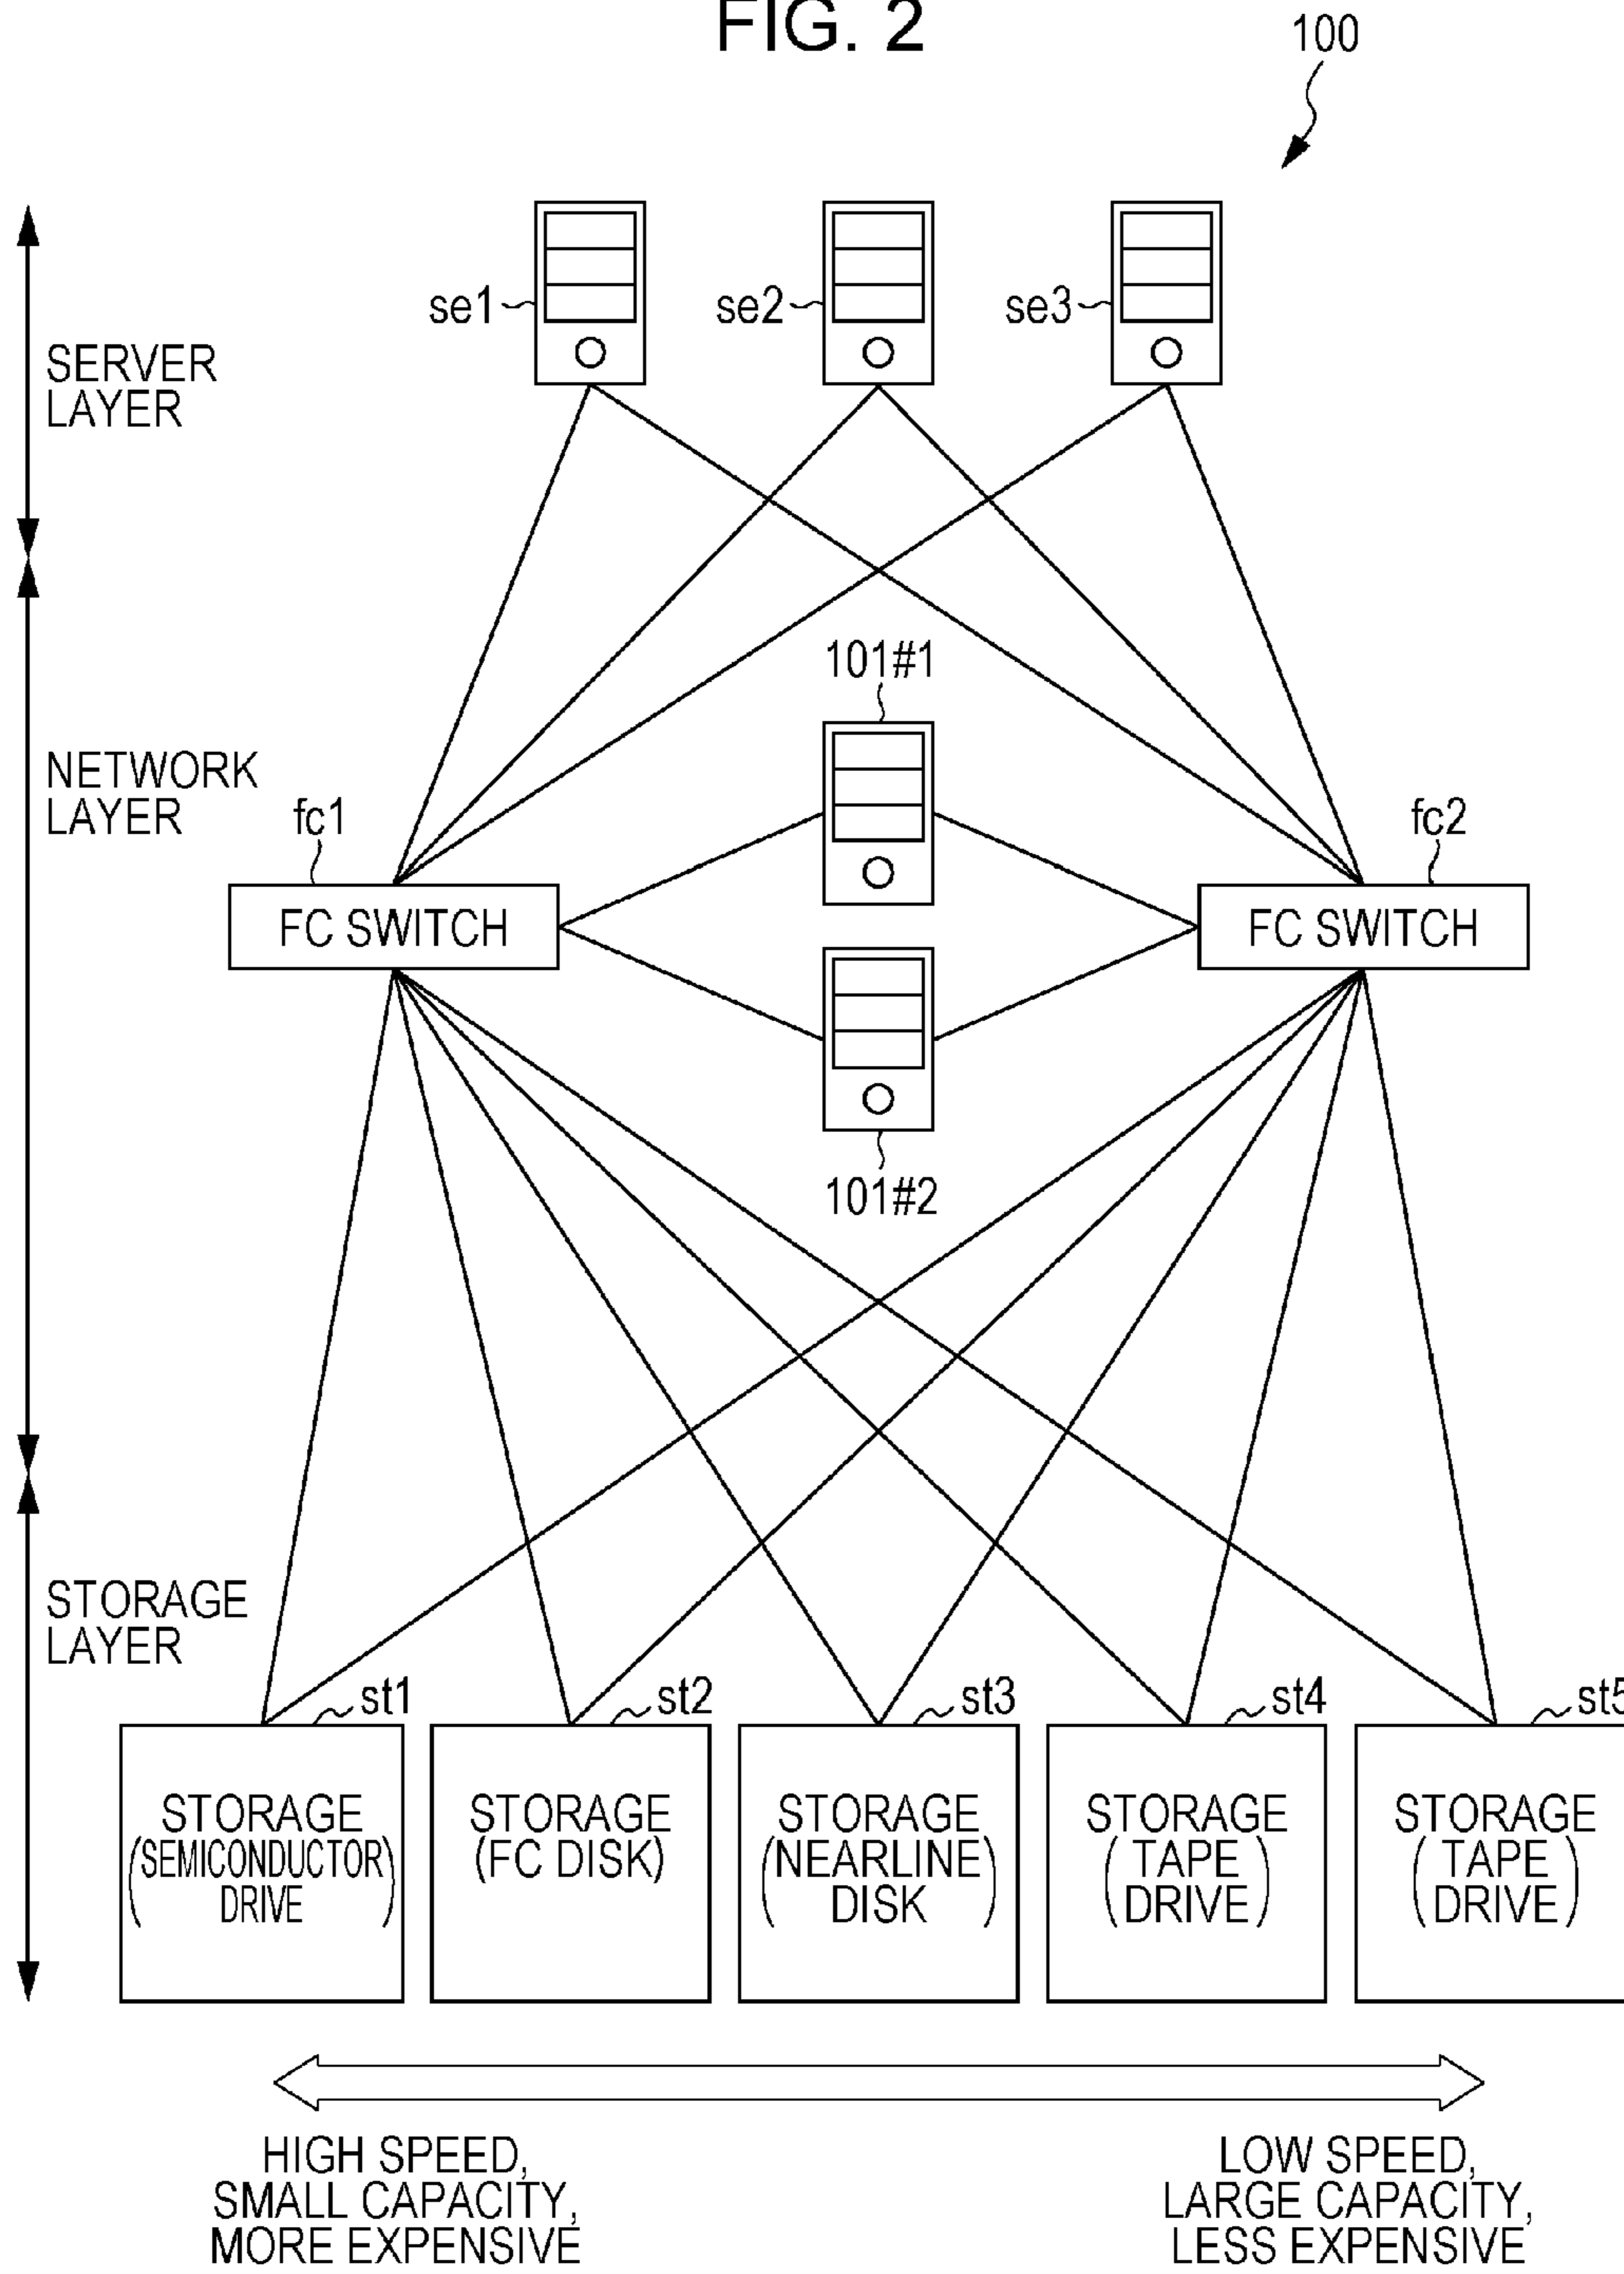 FIG. 2
100
se1
se2
se3
SERVER
LAYER
101#1
NETWORK
LAYER
fc1
fc2
FC SWITCH
FC SWITCH
101#2
STORAGE
LAYER
st1
st2
st3
st4
st5
STORAGE
(SEMICONDUCTOR
DRIVE)
STORAGE
(FC DISK)
STORAGE
(NEARLINE
DISK)
STORAGE
(TAPE
DRIVE)
STORAGE
(TAPE
DRIVE)
HIGH SPEED,
SMALL CAPACITY,
MORE EXPENSIVE
LOW SPEED,
LARGE CAPACITY,
LESS EXPENSIVE